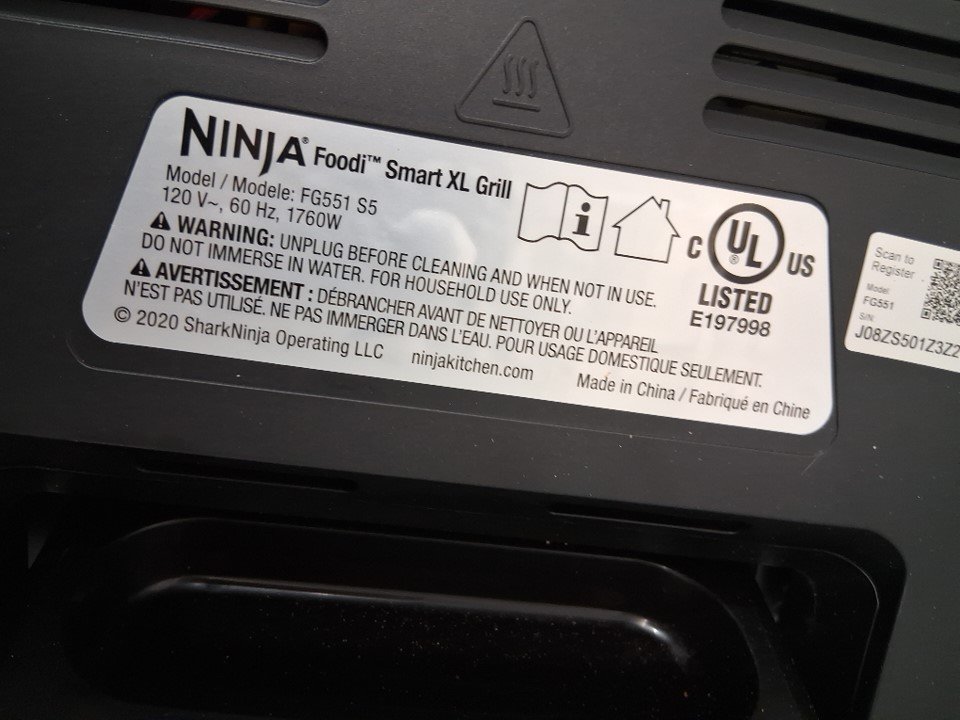 NINJA® Foodi™ Smart XL Grill
Model / Modele: FG551 S5
120 V~, 60 Hz, 1760W
WARNING: UNPLUG BEFORE CLEANING AND WHEN NOT IN USE.
DO NOT IMMERSE IN WATER. FOR HOUSEHOLD USE ONLY.
AVERTISSEMENT : DÉBRANCHER AVANT DE NETTOYER OU L'APPAREIL
N'EST PAS UTILISÉ. NE PAS IMMERGER DANS L'EAU. POUR USAGE DOMESTIQUE SEULEMENT.
© 2020 SharkNinja Operating LLC ninjakitchen.com Made in China / Fabriqué en Chine
i
C UL® US
LISTED
E197998
Scan to
Register
Model
FG551
S/N:
J08ZS501Z3Z2